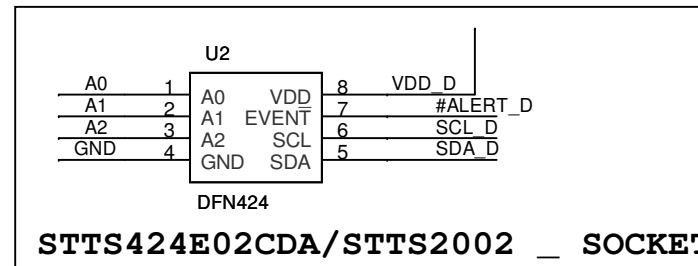 U2
A0 1 A0 VDD 8 VDD_D
A1 2 A1 EVENT 7 #ALERT_D
A2 3 A2 SCL 6 SCL_D
GND 4 GND SDA 5 SDA_D
DFN424
STTS424E02CDA/STTS2002 _ SOCKET